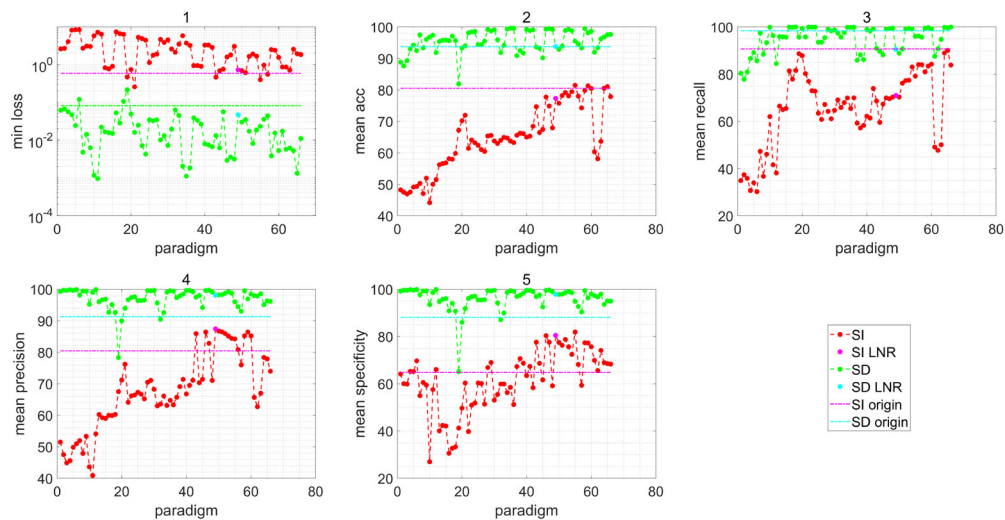 1
min loss
10^0
10^-2
10^-4
0 20 40 60 80
paradigm
2
mean acc
100
90
80
70
60
50
40
0 20 40 60 80
paradigm
3
mean recall
100
80
60
40
20
0 20 40 60 80
paradigm
4
mean precision
100
90
80
70
60
50
40
0 20 40 60 80
paradigm
5
mean specificity
100
80
60
40
20
0 20 40 60 80
paradigm
SI
SI LNR
SD
SD LNR
SI origin
SD origin